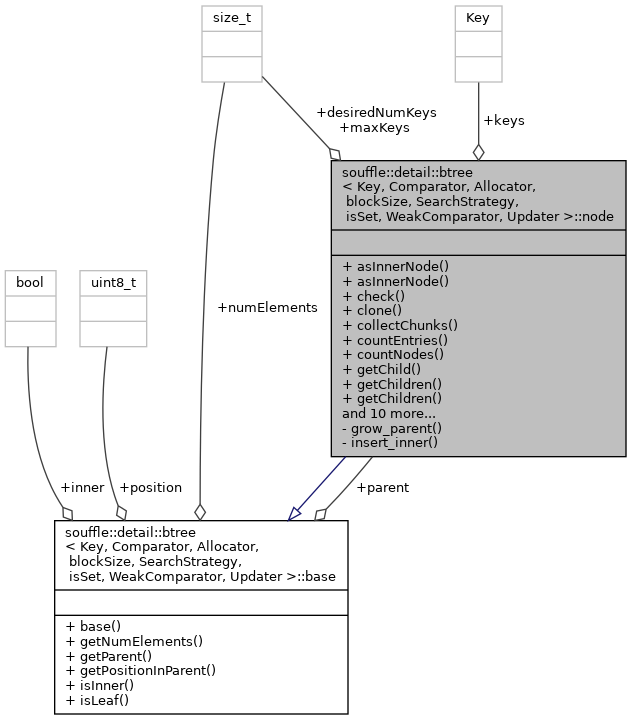 size_t
Key
+desiredNumKeys
+maxKeys
+keys
souffle::detail::btree
< Key, Comparator, Allocator,
blockSize, SearchStrategy,
isSet, WeakComparator, Updater >::node
+ asInnerNode()
+ asInnerNode()
+ check()
+ clone()
+ collectChunks()
+ countEntries()
+ countNodes()
+ getChild()
+ getChildren()
+ getChildren()
and 10 more...
- grow_parent()
- insert_inner()
bool
uint8_t
+numElements
+inner
+position
+parent
souffle::detail::btree
< Key, Comparator, Allocator,
blockSize, SearchStrategy,
isSet, WeakComparator, Updater >::base
+ base()
+ getNumElements()
+ getParent()
+ getPositionInParent()
+ isInner()
+ isLeaf()